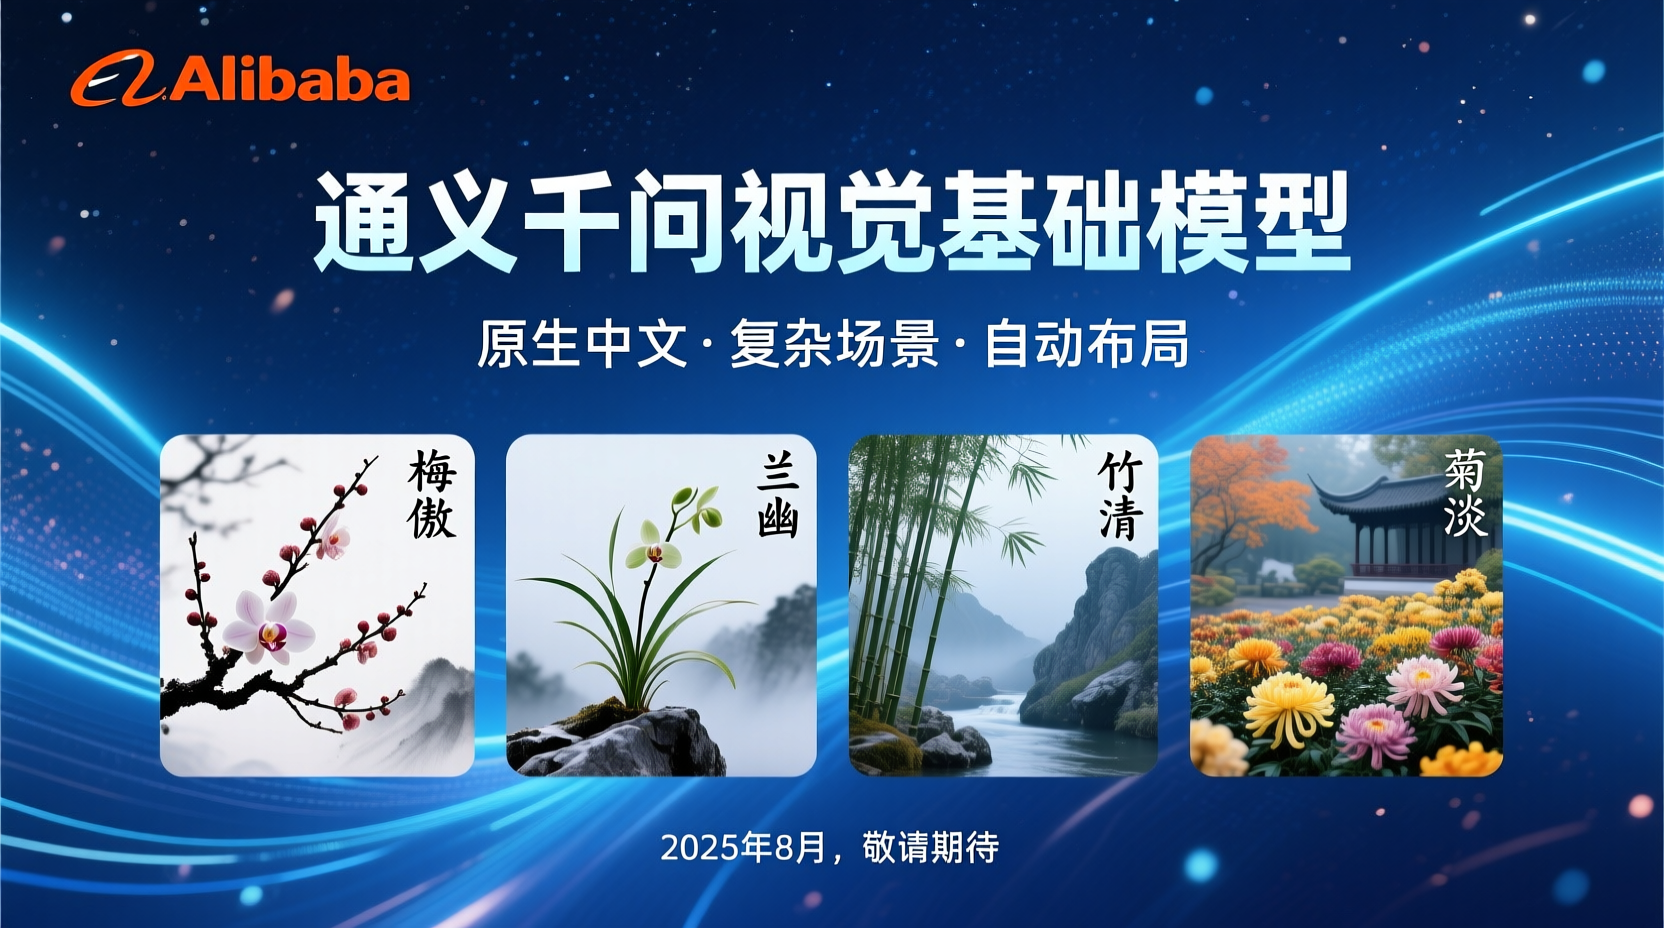 Alibaba
通义千问视觉基础模型
原生中文·复杂场景·自动布局
梅傲
兰幽
竹清
菊淡
2025年8月，敬请期待